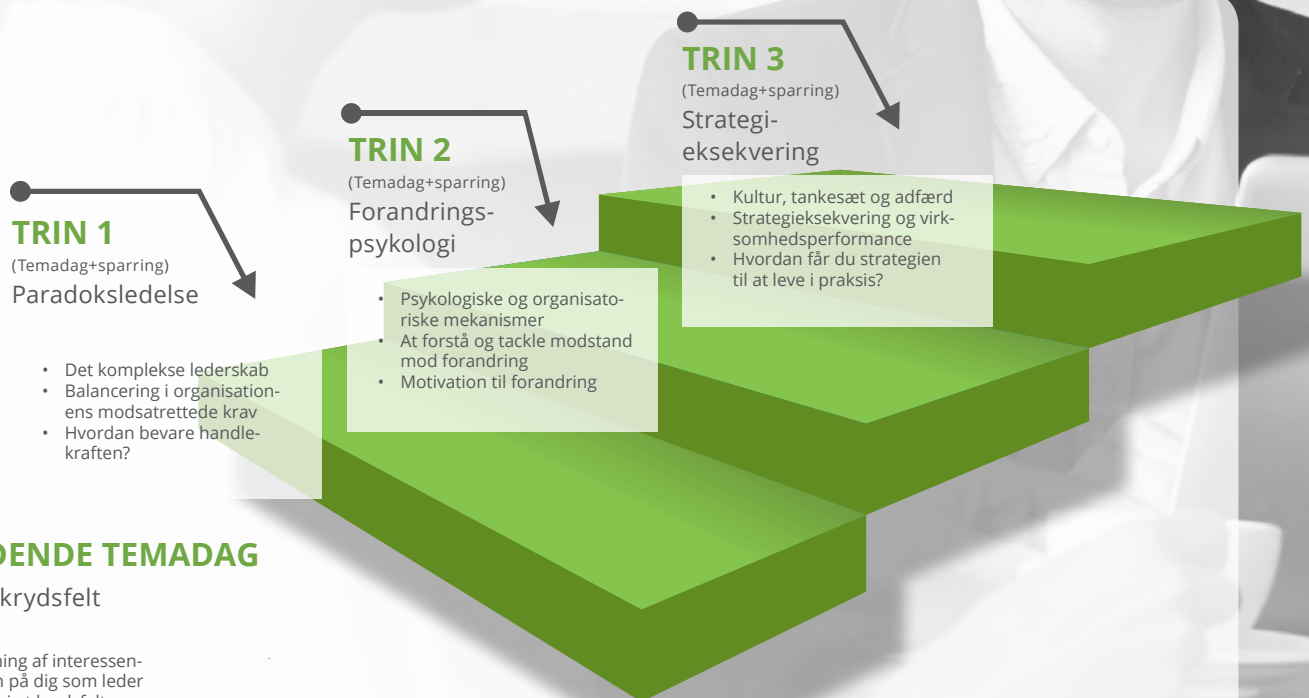 TRIN 1
(Temadag+sparring)
Paradoksledelse
• Det komplekse lederskab
• Balancering i organisation-
ens modsatrettede krav
• Hvordan bevare handle-
kraften?
TRIN 2
(Temadag+sparring)
Forandrings-
psykologi
• Psykologiske og organisato-
riske mekanismer
• At forstå og tackle modstand
mod forandring
• Motivation til forandring
TRIN 3
(Temadag+sparring)
Strategi-
eksekvering
• Kultur, tankesæt og adfærd
• Strategieksekvering og virk-
somhedsperformance
• Hvordan får du strategien
til at leve i praksis?
DENDE TEMADAG
krydsfelt
ning af interessen-
på dig som leder